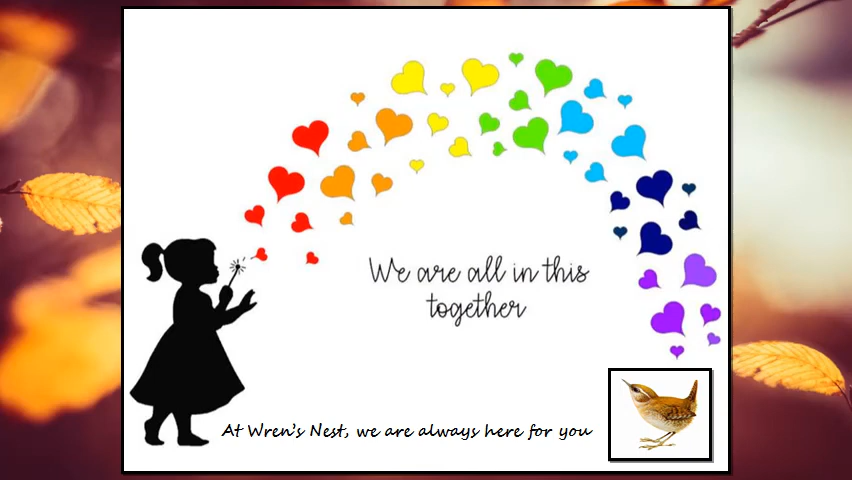 We are all in this
together
At Wren's Nest, we are always here for you